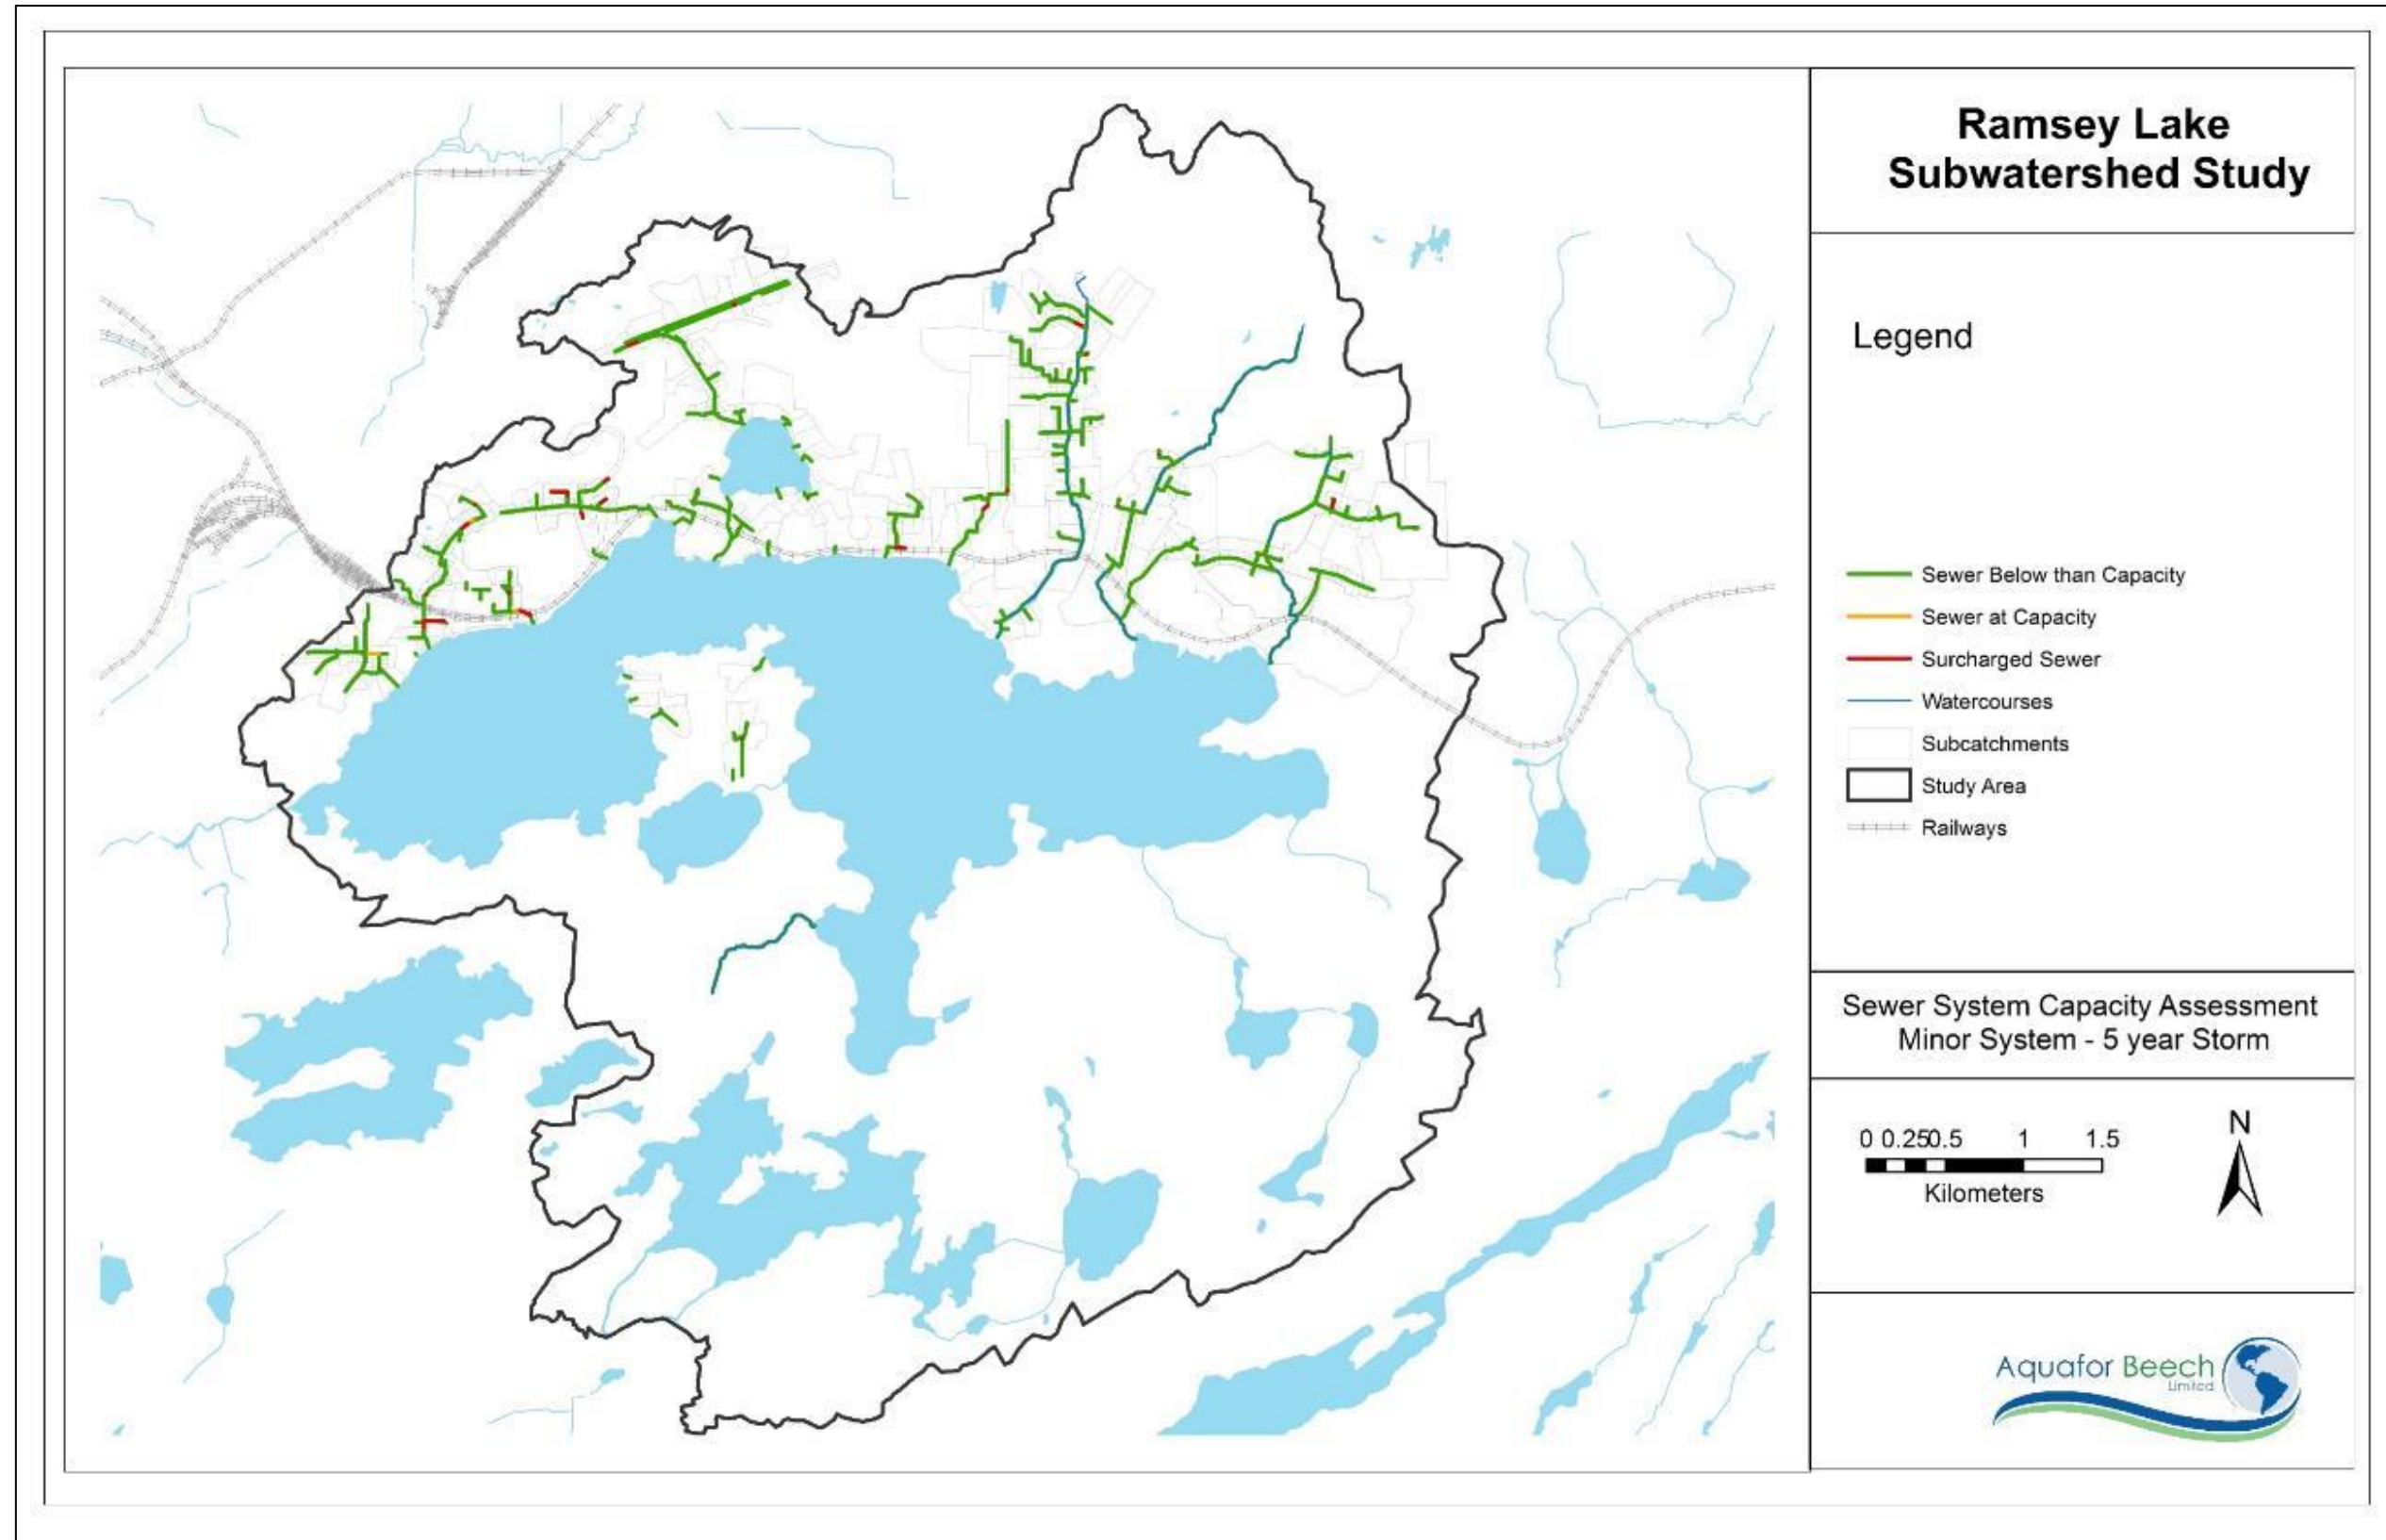 Ramsey Lake
Subwatershed Study
Legend
Sewer Below than Capacity
Sewer at Capacity
Surcharged Sewer
Watercourses
Subcatchments
Study Area
Railways
Sewer System Capacity Assessment
Minor System - 5 year Storm
N
0 0.250.5 1 1.5
Kilometers
Aquafor Beech
Limited